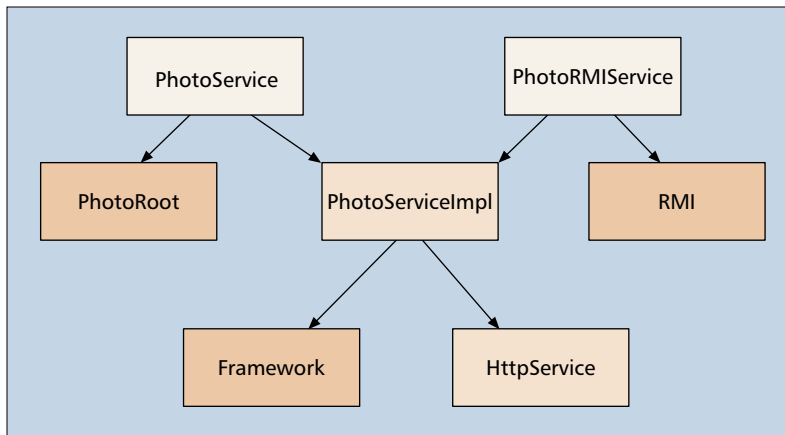 PhotoService
PhotoRMIService
PhotoRoot
PhotoServiceImpl
RMI
Framework
HttpService